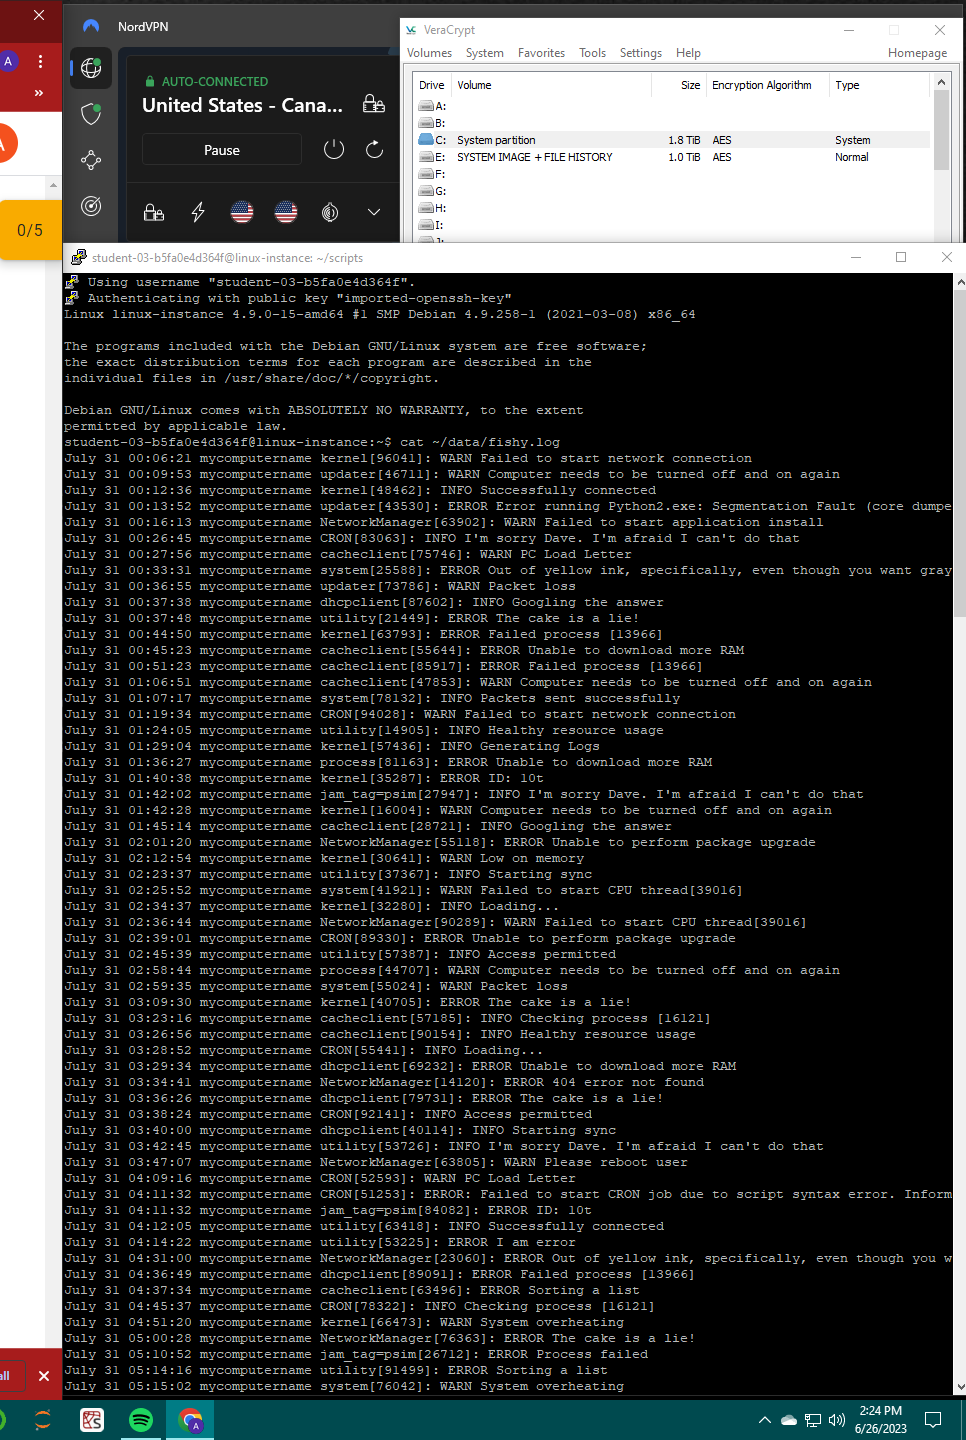 NordVPN
AUTO-CONNECTED
United States - Cana...
Pause
A
»
A
0/5
VeraCrypt
Volumes System Favorites Tools Settings Help Homepage
Drive Volume Size Encryption Algorithm Type
A:
B:
C: System partition 1.8 TiB AES System
E: SYSTEM IMAGE + FILE HISTORY 1.0 TiB AES Normal
F:
G:
H:
I:
student-03-b5fa0e4d364f@linux-instance: ~/scripts
Using username "student-03-b5fa0e4d364f".
Authenticating with public key "imported-openssh-key"
Linux linux-instance 4.9.0-15-amd64 #1 SMP Debian 4.9.258-1 (2021-03-08) x86_64
The programs included with the Debian GNU/Linux system are free software;
the exact distribution terms for each program are described in the
individual files in /usr/share/doc/*/copyright.
Debian GNU/Linux comes with ABSOLUTELY NO WARRANTY, to the extent
permitted by applicable law.
student-03-b5fa0e4d364f@linux-instance:~$ cat ~/data/fishy.log
July 31 00:06:21 mycomputername kernel[96041]: WARN Failed to start network connection
July 31 00:09:53 mycomputername updater[46711]: WARN Computer needs to be turned off and on again
July 31 00:12:36 mycomputername kernel[48462]: INFO Successfully connected
July 31 00:13:52 mycomputername updater[43530]: ERROR Error running Python2.exe: Segmentation Fault (core dumpe
July 31 00:16:13 mycomputername NetworkManager[63902]: WARN Failed to start application install
July 31 00:26:45 mycomputername CRON[83063]: INFO I'm sorry Dave. I'm afraid I can't do that
July 31 00:27:56 mycomputername cacheclient[75746]: WARN PC Load Letter
July 31 00:33:31 mycomputername system[25588]: ERROR Out of yellow ink, specifically, even though you want gray
July 31 00:36:55 mycomputername updater[73786]: WARN Packet loss
July 31 00:37:38 mycomputername dhcpclient[87602]: INFO Googling the answer
July 31 00:37:48 mycomputername utility[21449]: ERROR The cake is a lie!
July 31 00:44:50 mycomputername kernel[63793]: ERROR Failed process [13966]
July 31 00:45:23 mycomputername cacheclient[55644]: ERROR Unable to download more RAM
July 31 00:51:23 mycomputername cacheclient[85917]: ERROR Failed process [13966]
July 31 01:06:51 mycomputername cacheclient[47853]: WARN Computer needs to be turned off and on again
July 31 01:07:17 mycomputername system[78132]: INFO Packets sent successfully
July 31 01:19:34 mycomputername CRON[94028]: WARN Failed to start network connection
July 31 01:24:05 mycomputername utility[14905]: INFO Healthy resource usage
July 31 01:29:04 mycomputername kernel[57436]: INFO Generating Logs
July 31 01:36:27 mycomputername process[81163]: ERROR Unable to download more RAM
July 31 01:40:38 mycomputername kernel[35287]: ERROR ID: 10t
July 31 01:42:02 mycomputername jam_tag=psim[27947]: INFO I'm sorry Dave. I'm afraid I can't do that
July 31 01:42:28 mycomputername kernel[16004]: WARN Computer needs to be turned off and on again
July 31 01:45:14 mycomputername cacheclient[28721]: INFO Googling the answer
July 31 02:01:20 mycomputername NetworkManager[55118]: ERROR Unable to perform package upgrade
July 31 02:12:54 mycomputername kernel[30641]: WARN Low on memory
July 31 02:23:37 mycomputername utility[37367]: INFO Starting sync
July 31 02:25:52 mycomputername system[41921]: WARN Failed to start CPU thread[39016]
July 31 02:34:37 mycomputername kernel[32280]: INFO Loading...
July 31 02:36:44 mycomputername NetworkManager[90289]: WARN Failed to start CPU thread[39016]
July 31 02:39:01 mycomputername CRON[89330]: ERROR Unable to perform package upgrade
July 31 02:45:39 mycomputername utility[57387]: INFO Access permitted
July 31 02:58:44 mycomputername process[44707]: WARN Computer needs to be turned off and on again
July 31 02:59:35 mycomputername system[55024]: WARN Packet loss
July 31 03:09:30 mycomputername kernel[40705]: ERROR The cake is a lie!
July 31 03:23:16 mycomputername cacheclient[57185]: INFO Checking process [16121]
July 31 03:26:56 mycomputername cacheclient[90154]: INFO Healthy resource usage
July 31 03:28:52 mycomputername CRON[55441]: INFO Loading...
July 31 03:29:34 mycomputername dhcpclient[69232]: ERROR Unable to download more RAM
July 31 03:34:41 mycomputername NetworkManager[14120]: ERROR 404 error not found
July 31 03:36:26 mycomputername dhcpclient[79731]: ERROR The cake is a lie!
July 31 03:38:24 mycomputername CRON[92141]: INFO Access permitted
July 31 03:40:00 mycomputername dhcpclient[40114]: INFO Starting sync
July 31 03:42:45 mycomputername utility[53726]: INFO I'm sorry Dave. I'm afraid I can't do that
July 31 03:47:07 mycomputername NetworkManager[63805]: WARN Please reboot user
July 31 04:09:16 mycomputername CRON[52593]: WARN PC Load Letter
July 31 04:11:32 mycomputername CRON[51253]: ERROR: Failed to start CRON job due to script syntax error. Inform
July 31 04:11:32 mycomputername jam_tag=psim[84082]: ERROR ID: 10t
July 31 04:12:05 mycomputername utility[63418]: INFO Successfully connected
July 31 04:14:22 mycomputername utility[53225]: ERROR I am error
July 31 04:31:00 mycomputername NetworkManager[23060]: ERROR Out of yellow ink, specifically, even though you w
July 31 04:36:49 mycomputername dhcpclient[89091]: ERROR Failed process [13966]
July 31 04:37:34 mycomputername cacheclient[63496]: ERROR Sorting a list
July 31 04:45:37 mycomputername CRON[78322]: INFO Checking process [16121]
July 31 04:51:20 mycomputername kernel[66473]: WARN System overheating
July 31 05:00:28 mycomputername NetworkManager[76363]: ERROR The cake is a lie!
July 31 05:10:52 mycomputername jam_tag=psim[26712]: ERROR Process failed
July 31 05:14:16 mycomputername utility[91499]: ERROR Sorting a list
July 31 05:15:02 mycomputername system[76042]: WARN System overheating
all
A
2:24 PM
6/26/2023